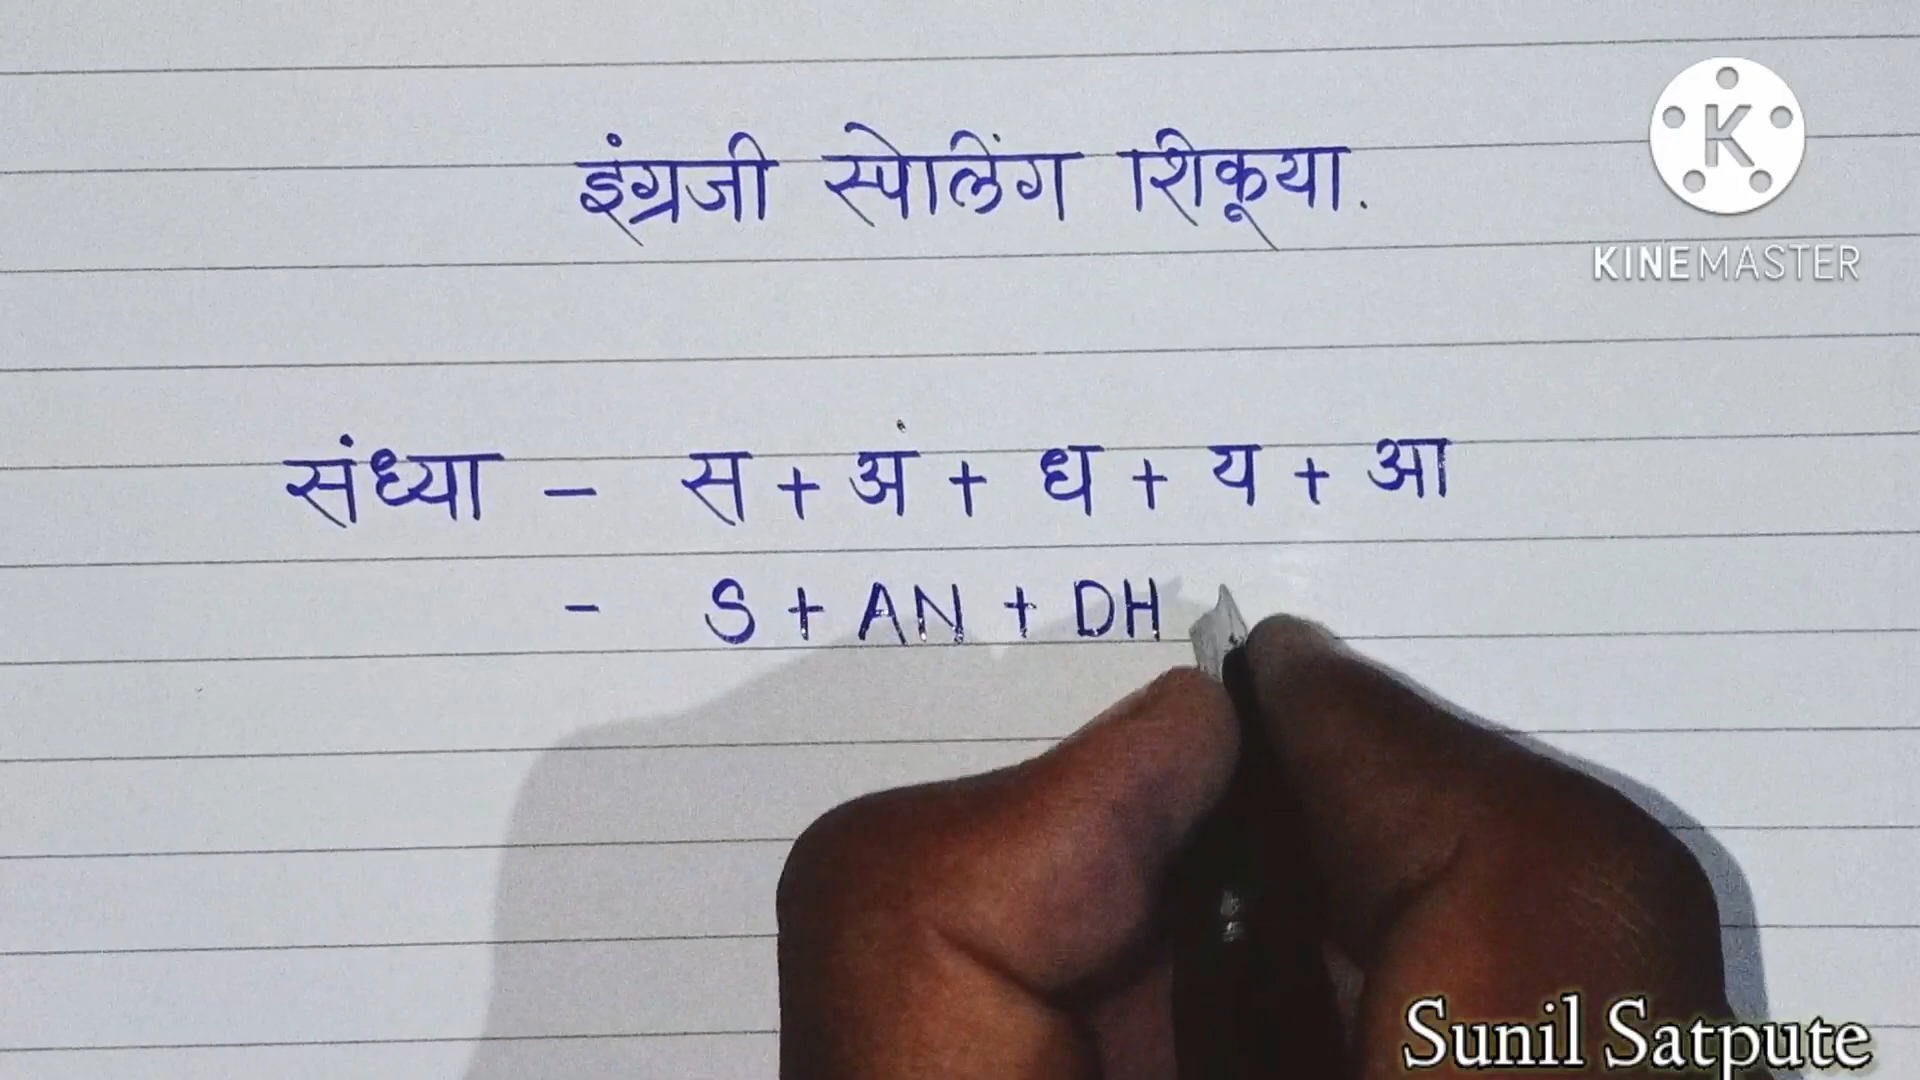 इंग्रजी स्पेलिंग शिकूया.
K
KINEMASTER
संध्या - स + अं + ध + य + आ
- S + AN + DH
Sunil Satpute